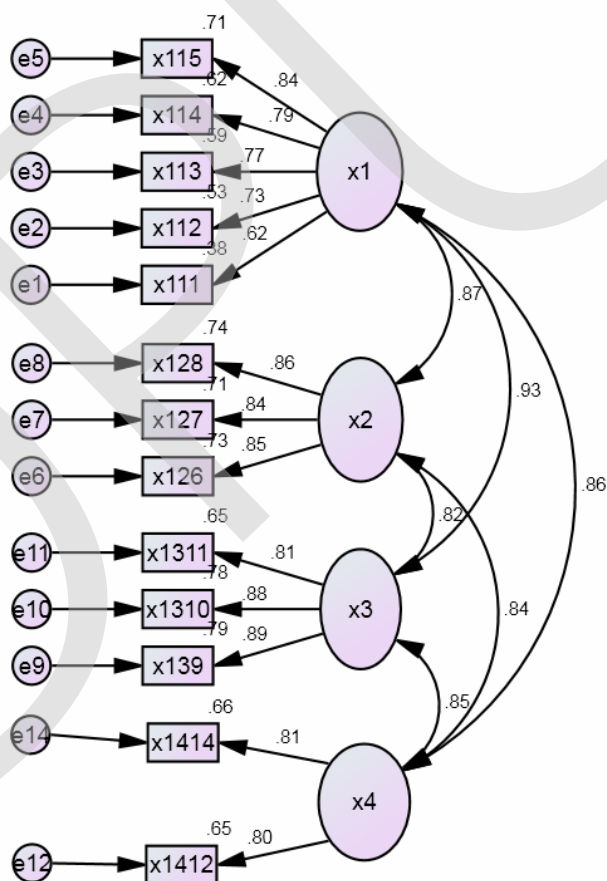 .71
e5 x115
.84
.62
e4 x114 .79
.59
e3 x113 .77 x1
.53
e2 x112 .73
.38 .62
e1 x111
.87
.74
e8 x128 .86
.71 .84
e7 x127 x2 .93
.73 .85
e6 x126
.86
.65 .82
e11 x1311 .81
.78 .88
e10 x1310 x3 .84
.79 .89
e9 x139
.66 .85
e14 x1414 .81
x4
.65 .80
e12 x1412